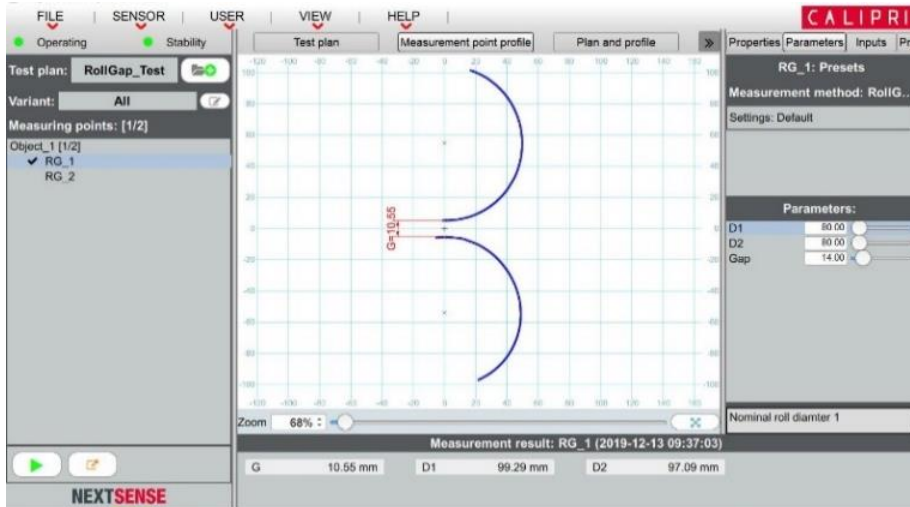 FILE | SENSOR | USER | VIEW | HELP |
CALIPRI
Operating Stability
Test plan Measurement point profile Plan and profile »
Properties Parameters Inputs Pr
Test plan: RollGap_Test
Variant: All
Measuring points: [1/2]
Object_1 [1/2]
✔ RG_1
RG_2
RG_1: Presets
Measurement method: RollG...
Settings: Default
Parameters:
D1 80.00
D2 80.00
Gap 14.00
Nominal roll diamter 1
G=10.55
Zoom 68%
Measurement result: RG_1 (2019-12-13 09:37:03)
G 10.55 mm D1 99.29 mm D2 97.09 mm
NEXTSENSE